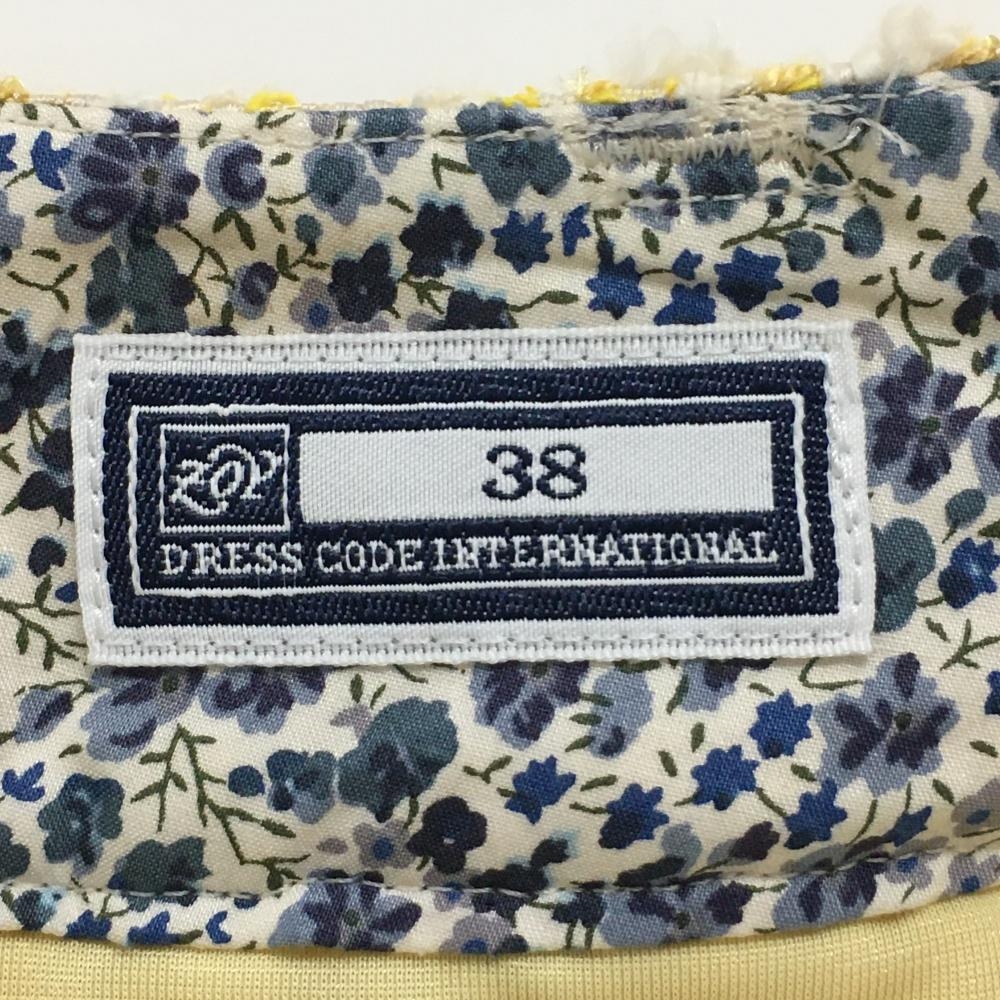 38
DRESS CODE INTERNATIONAL